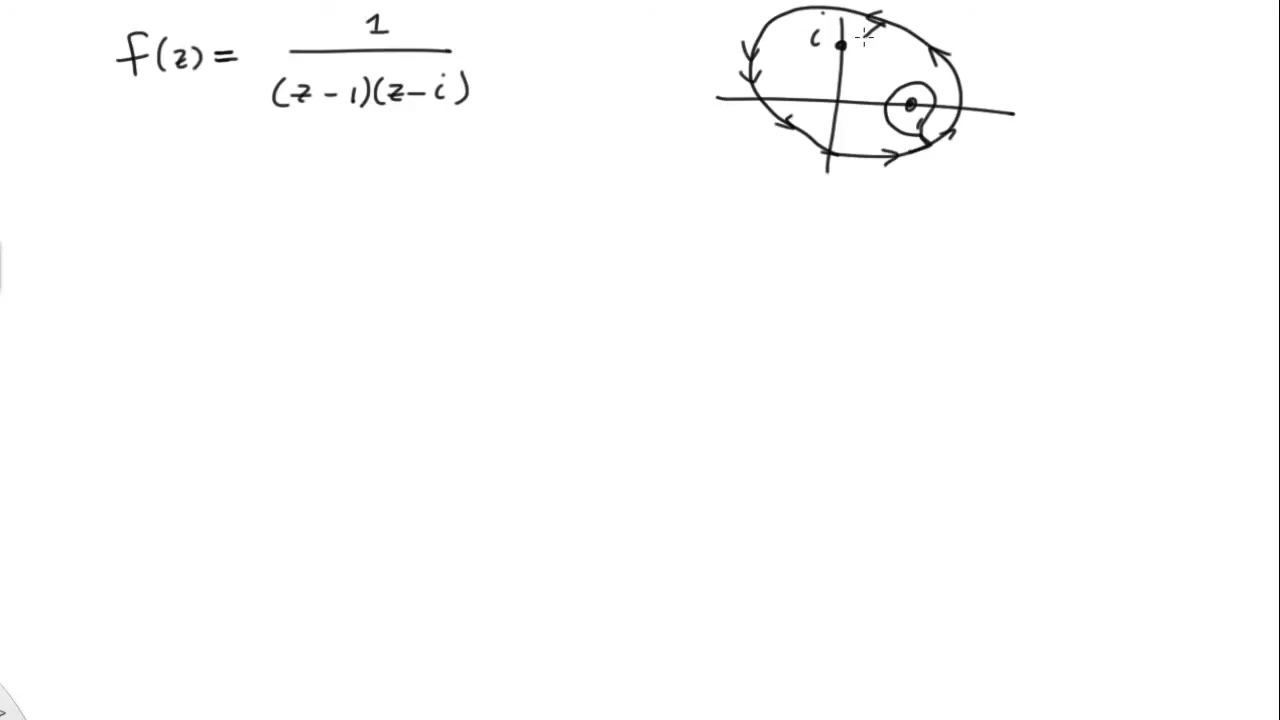 f(z) = 1 / (z - 1)(z - i)
i